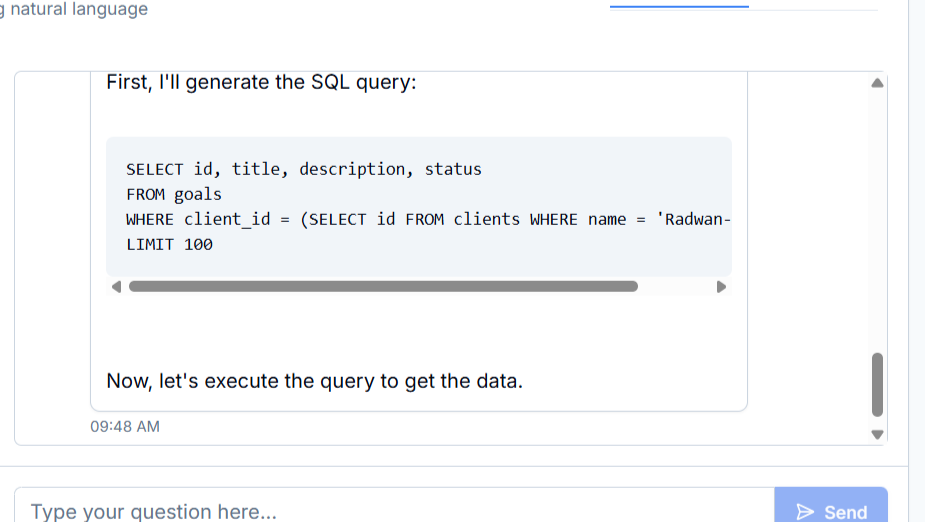 g natural language
First, I'll generate the SQL query:
SELECT id, title, description, status
FROM goals
WHERE client_id = (SELECT id FROM clients WHERE name = 'Radwan-
LIMIT 100
Now, let's execute the query to get the data.
09:48 AM
Type your question here...
Send